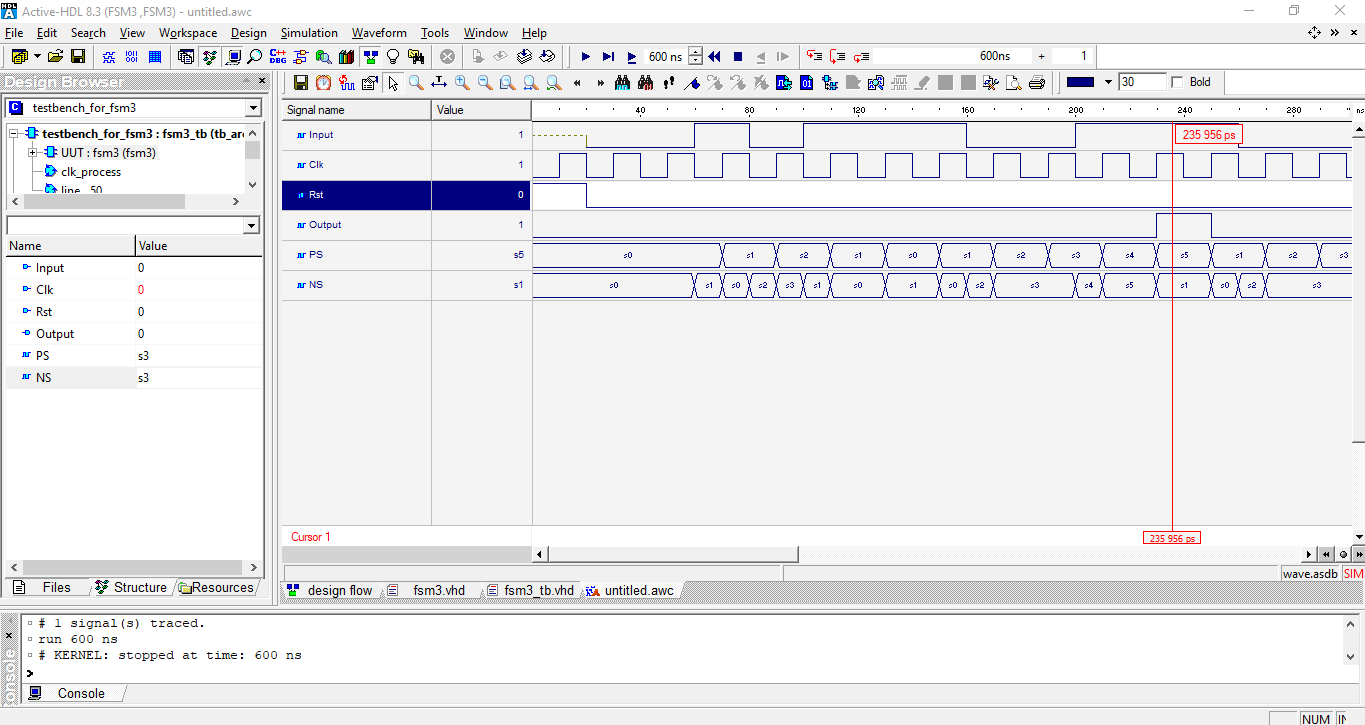 Active-HDL 8.3 (FSM3 ,FSM3) - untitled.awc
File Edit Search View Workspace Design Simulation Waveform Tools Window Help
600 ns 600ns + 1
Design Browser
30 Bold
testbench_for_fsm3
testbench_for_fsm3 : fsm3_tb (tb_ar
UUT : fsm3 (fsm3)
clk_process
line__50
Name Value
Input 0
Clk 0
Rst 0
Output 0
PS s3
NS s3
Files Structure Resources
Signal name Value 40 80 120 160 200 240 280 ns
Input 1 235 956 ps
Clk 1
Rst 0
Output 1
PS s5 s0 s1 s2 s1 s0 s1 s2 s3 s4 s5 s1 s2 s3
NS s1 s0 s1 s0 s2 s3 s1 s0 s1 s0 s2 s3 s4 s5 s1 s0 s2 s3
Cursor 1 235 956 ps
wave.asdb SIM
design flow fsm3.vhd fsm3_tb.vhd untitled.awc
# 1 signal(s) traced.
run 600 ns
# KERNEL: stopped at time: 600 ns
>
Console
NUM